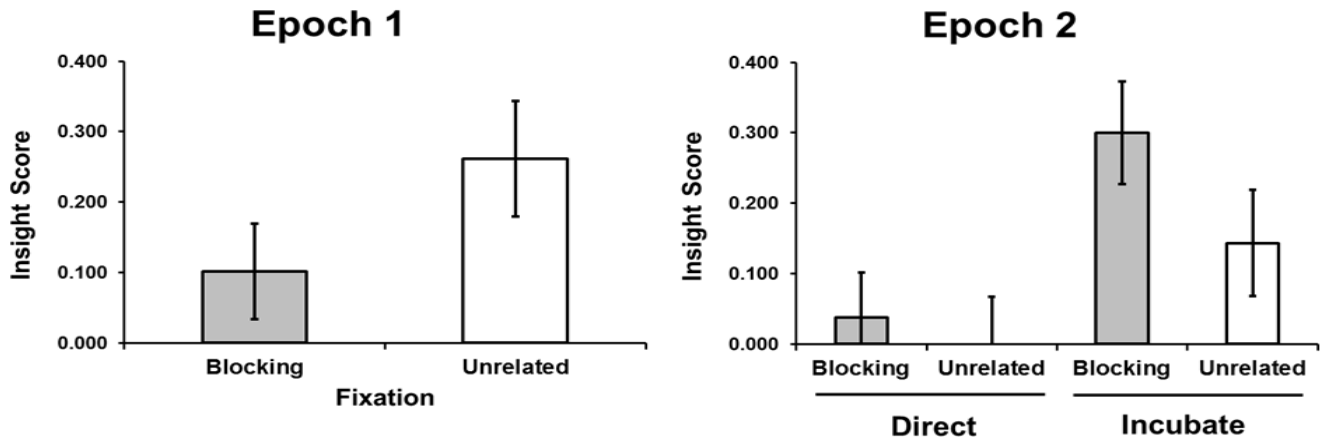 Epoch 1
0.400
0.300
0.200
0.100
0.000
Insight Score
Blocking Unrelated
Fixation
Epoch 2
0.400
0.300
0.200
0.100
0.000
Insight Score
Blocking Unrelated Blocking Unrelated
Direct Incubate